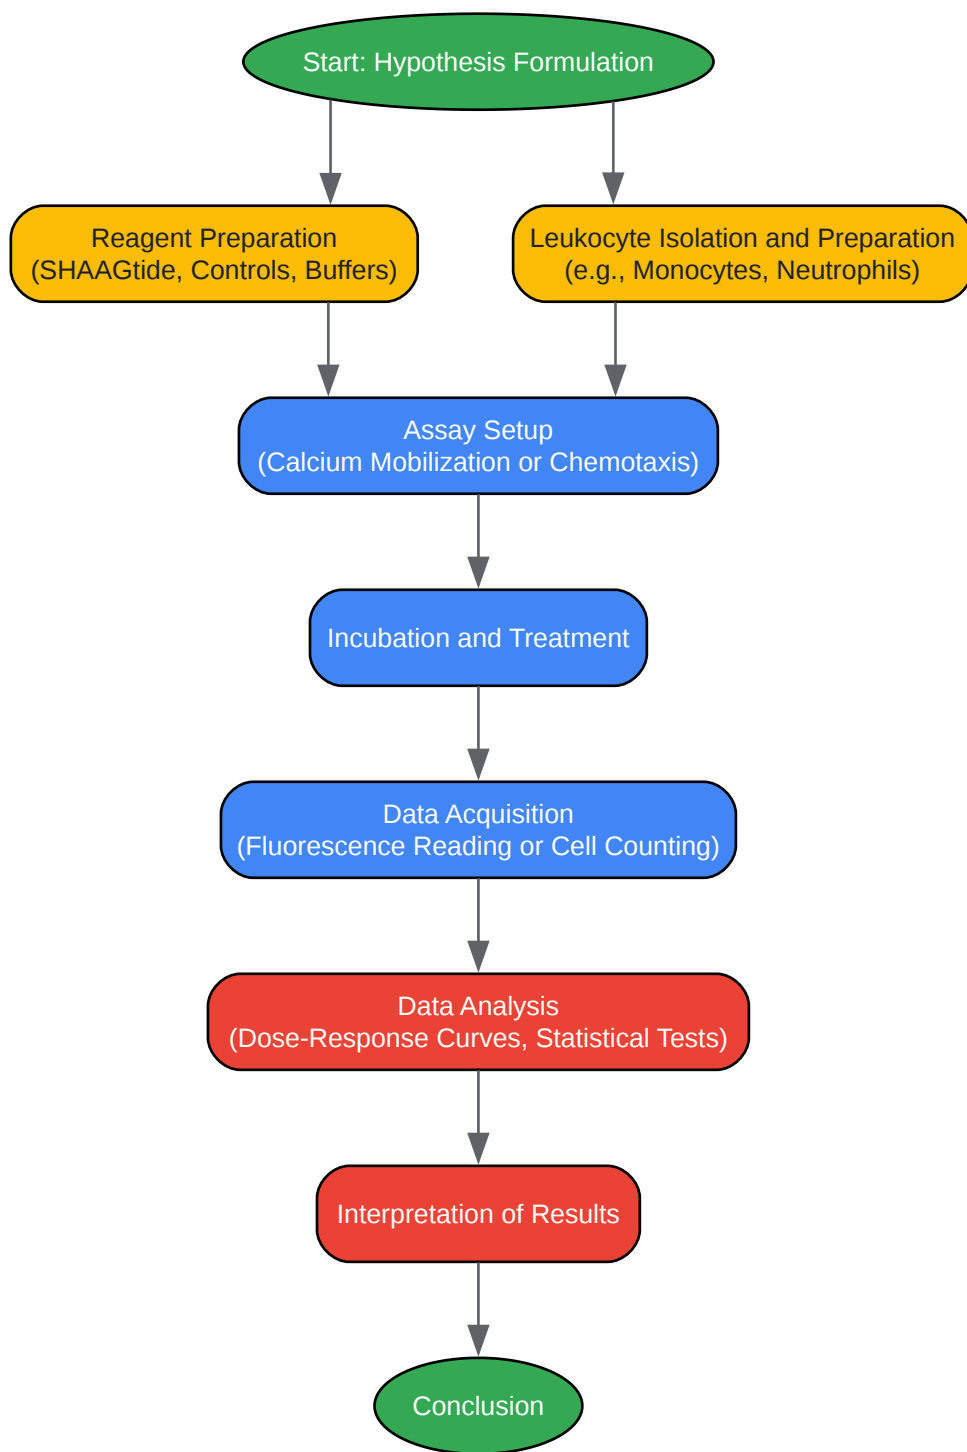 Start: Hypothesis Formulation
Reagent Preparation
(SHAAGtide, Controls, Buffers)
Leukocyte Isolation and Preparation
(e.g., Monocytes, Neutrophils)
Assay Setup
(Calcium Mobilization or Chemotaxis)
Incubation and Treatment
Data Acquisition
(Fluorescence Reading or Cell Counting)
Data Analysis
(Dose-Response Curves, Statistical Tests)
Interpretation of Results
Conclusion